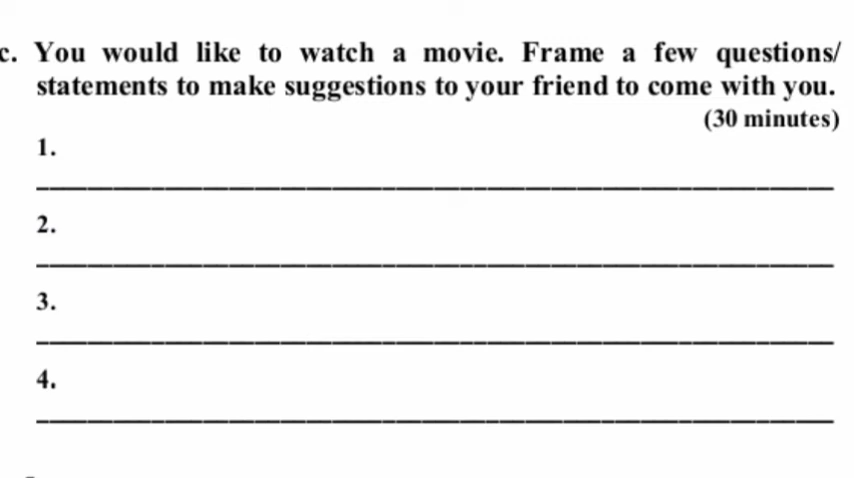 c. You would like to watch a movie. Frame a few questions/
statements to make suggestions to your friend to come with you.
(30 minutes)
1.
2.
3.
4.